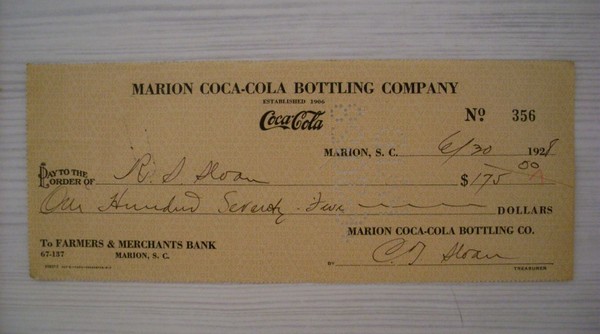 MARION COCA-COLA BOTTLING COMPANY
ESTABLISHED 1906
Coca-Cola
No 356
MARION, S. C. 6/30 1928
PAY TO THE ORDER OF R. S. Sloan $175 00
One Hundred Seventy-Five DOLLARS
MARION COCA-COLA BOTTLING CO.
To FARMERS & MERCHANTS BANK
67-137 MARION, S. C.
BY C. T. Sloan
TREASURER